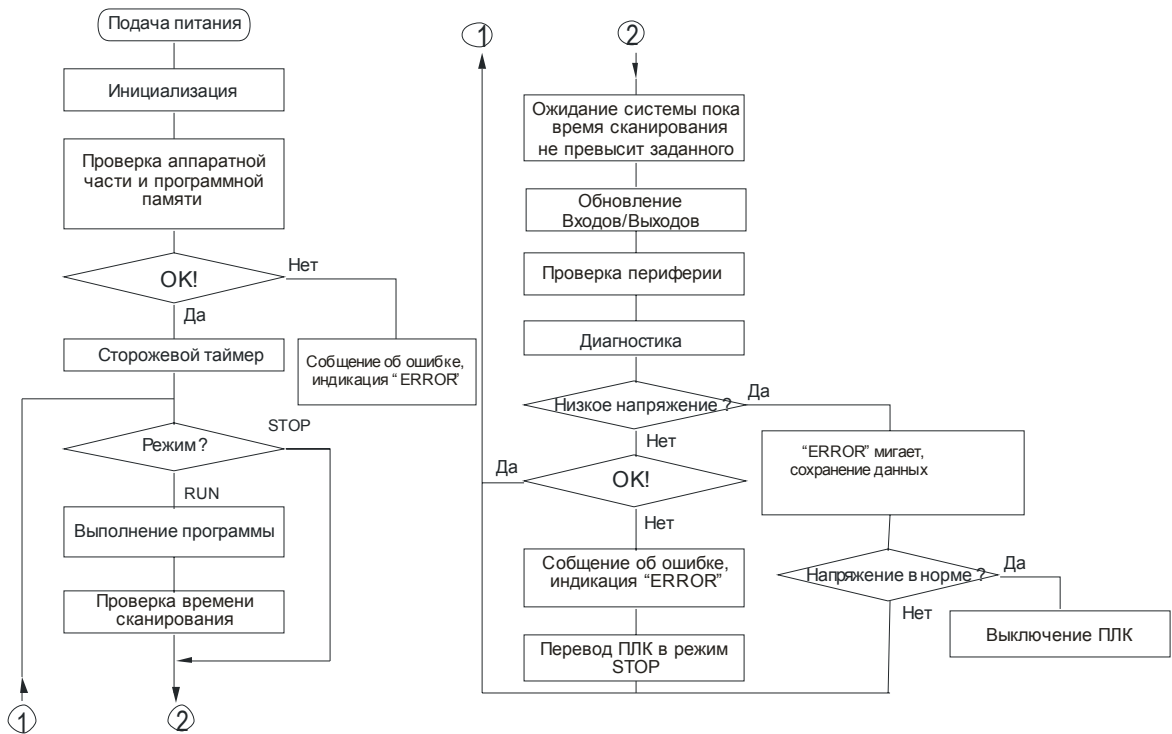 Подача питания
Инициализация
Проверка аппаратной
части и программной
памяти
OK!
Нет
Да
Сторожевой таймер
Собщение об ошибке,
индикация “ ERROR”
Режим ?
STOP
RUN
Выполнение программы
Проверка времени
сканирования
1
2
1
2
Ожидание системы пока
время сканирования
не превысит заданного
Обновление
Входов/Выходов
Проверка периферии
Диагностика
Низкое напряжение ?
Да
Нет
“ERROR” мигает,
сохранение данных
Да
OK!
Нет
Собщение об ошибке,
индикация “ERROR”
Напряжение в норме ?
Да
Нет
Выключение ПЛК
Перевод ПЛК в режим
STOP